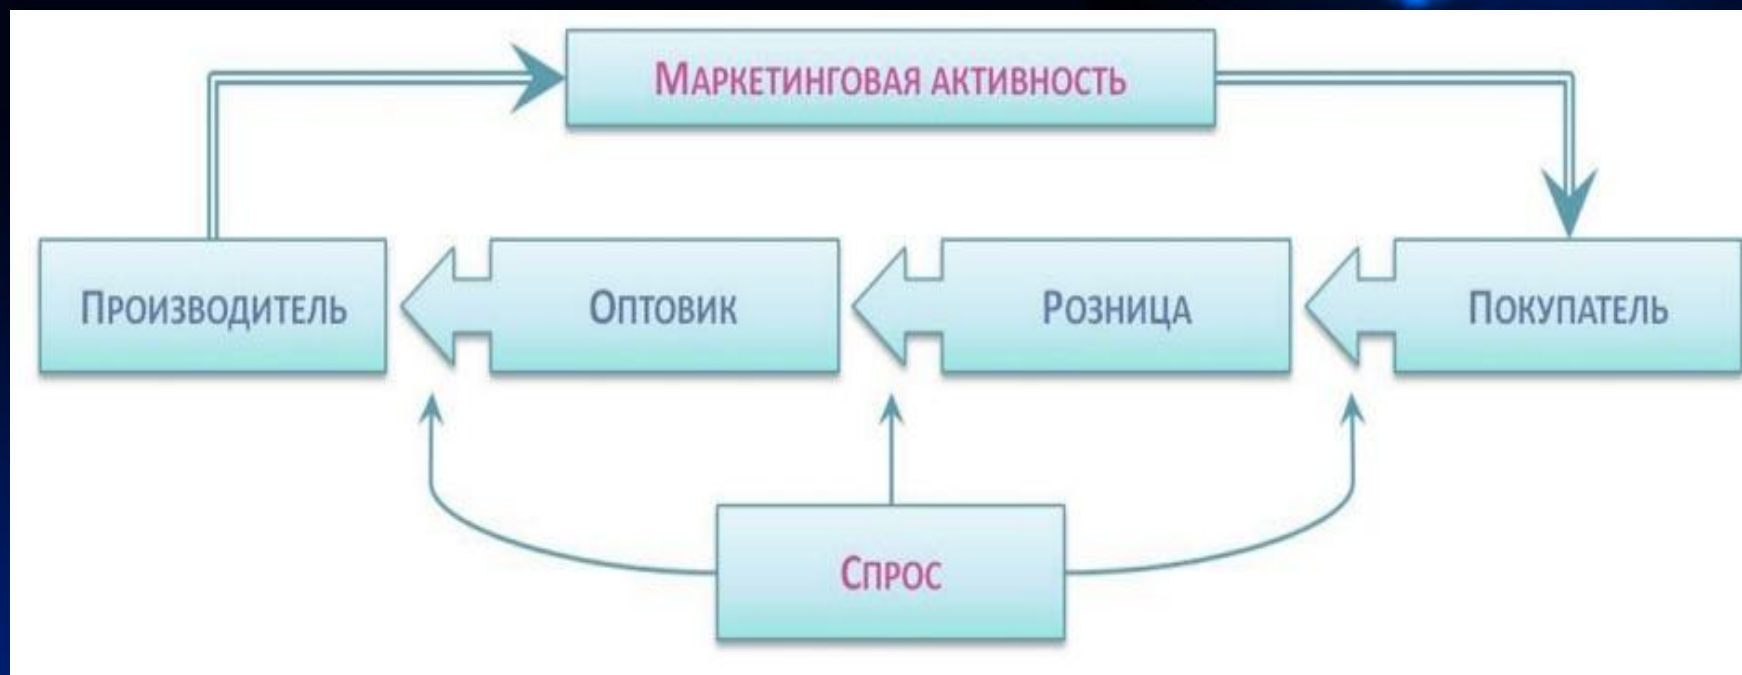 МАРКЕТИНГОВАЯ АКТИВНОСТЬ
ПРОИЗВОДИТЕЛЬ
ОПТОВИК
РОЗНИЦА
ПОКУПАТЕЛЬ
СПРОС